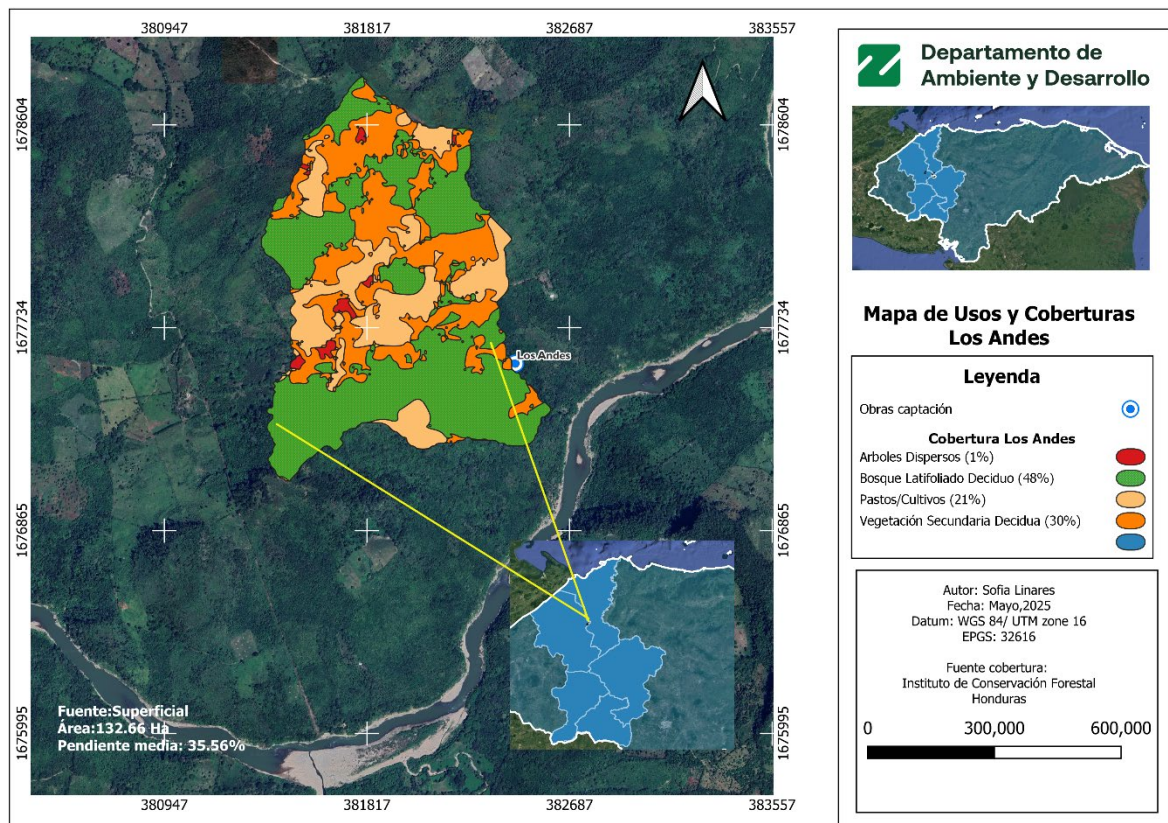 380947 381817 382687 383557
1678604 1678604
1677734 1677734
1676865 1676865
1675995 1675995
Los Andes
Fuente:Superficial
Área:132.66 Ha
Pendiente media: 35.56%
380947 381817 382687 383557
Departamento de
Ambiente y Desarrollo
Mapa de Usos y Coberturas
Los Andes
Leyenda
Obras captación
Cobertura Los Andes
Arboles Dispersos (1%)
Bosque Latifoliado Deciduo (48%)
Pastos/Cultivos (21%)
Vegetación Secundaria Decidua (30%)
Autor: Sofia Linares
Fecha: Mayo,2025
Datum: WGS 84/ UTM zone 16
EPGS: 32616
Fuente cobertura:
Instituto de Conservación Forestal
Honduras
0 300,000 600,000